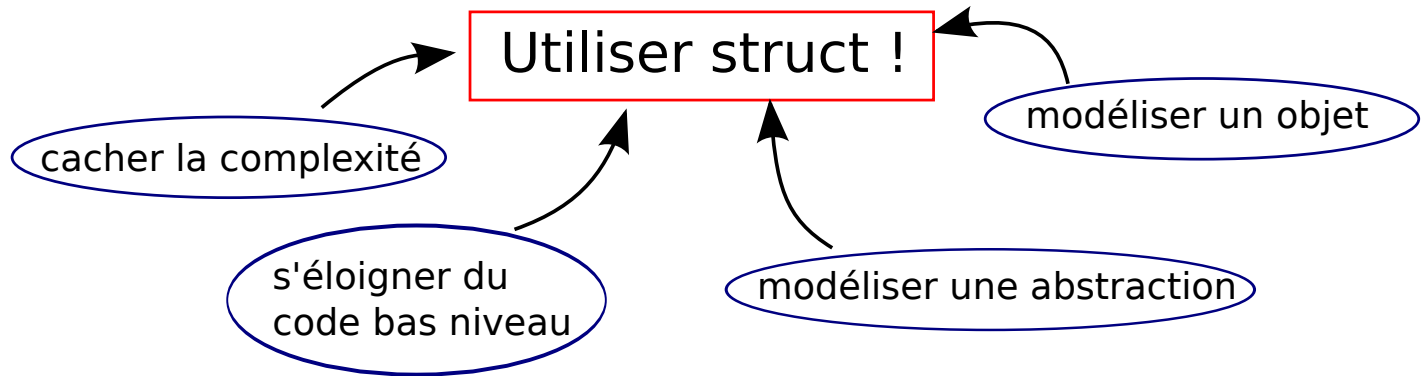 Utiliser struct !
modéliser un objet
cacher la complexité
s'éloigner du
code bas niveau
modéliser une abstraction